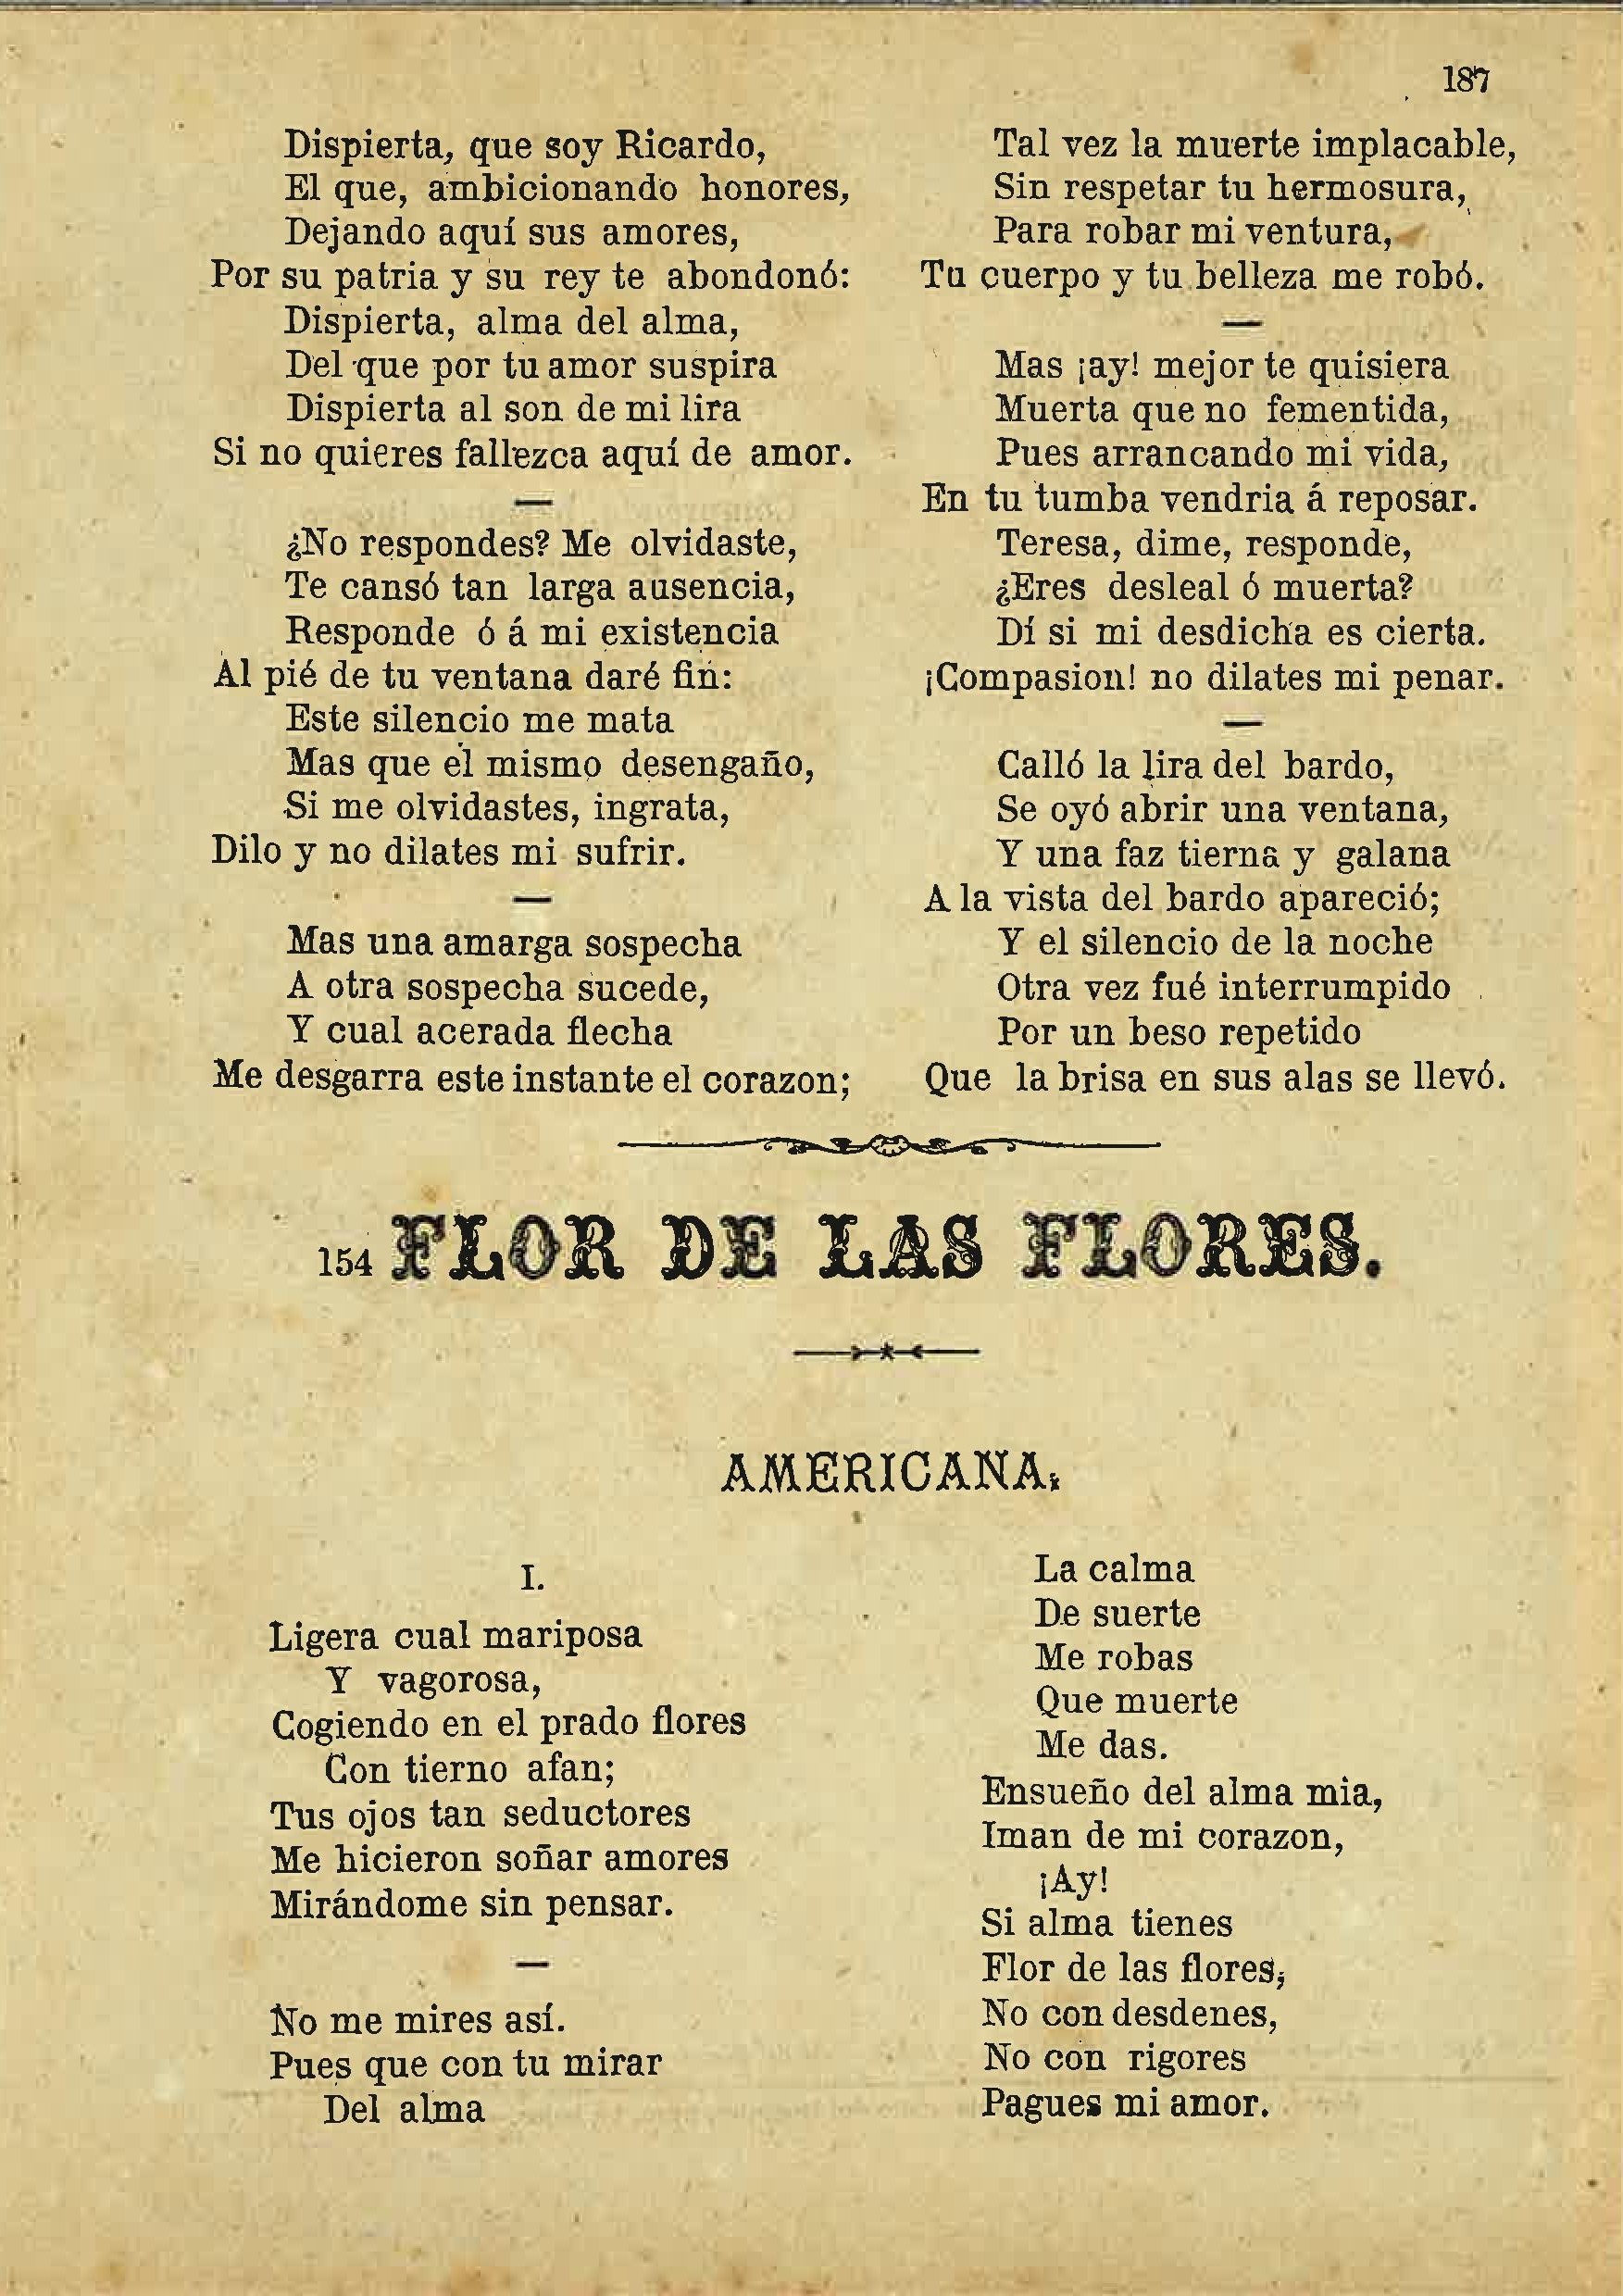 187
Dispierta, que soy Ricardo,
El que, ambicionando honores,
Dejando aquí sus amores,
Por su patria y su rey te abondonó:
Dispierta, alma del alma,
Del que por tu amor suspira
Dispierta al son de mi lira
Si no quieres fallezca aquí de amor.
—
¿No respondes? Me olvidaste,
Te cansó tan larga ausencia,
Responde ó á mi existencia
Al pié de tu ventana daré fin:
Este silencio me mata
Mas que el mismo desengaño,
Si me olvidastes, ingrata,
Dilo y no dilates mi sufrir.
—
Mas una amarga sospecha
A otra sospecha sucede,
Y cual acerada flecha
Me desgarra este instante el corazon;
Tal vez la muerte implacable,
Sin respetar tu hermosura,
Para robar mi ventura,
Tu cuerpo y tu belleza me robó.
—
Mas ¡ay! mejor te quisiera
Muerta que no fementida,
Pues arrancando mi vida,
En tu tumba vendria á reposar.
Teresa, dime, responde,
¿Eres desleal ó muerta?
Dí si mi desdicha es cierta.
¡Compasion! no dilates mi penar.
—
Calló la lira del bardo,
Se oyó abrir una ventana,
Y una faz tierna y galana
A la vista del bardo apareció;
Y el silencio de la noche
Otra vez fué interrumpido
Por un beso repetido
Que la brisa en sus alas se llevó.
154 FLOR DE LAS FLORES.
AMERICANA.
I.
Ligera cual mariposa
Y vagorosa,
Cogiendo en el prado flores
Con tierno afan;
Tus ojos tan seductores
Me hicieron soñar amores
Mirándome sin pensar.
—
No me mires así.
Pues que con tu mirar
Del alma
La calma
De suerte
Me robas
Que muerte
Me das.
Ensueño del alma mia,
Iman de mi corazon,
¡Ay!
Si alma tienes
Flor de las flores,
No con desdenes,
No con rigores
Pagues mi amor.